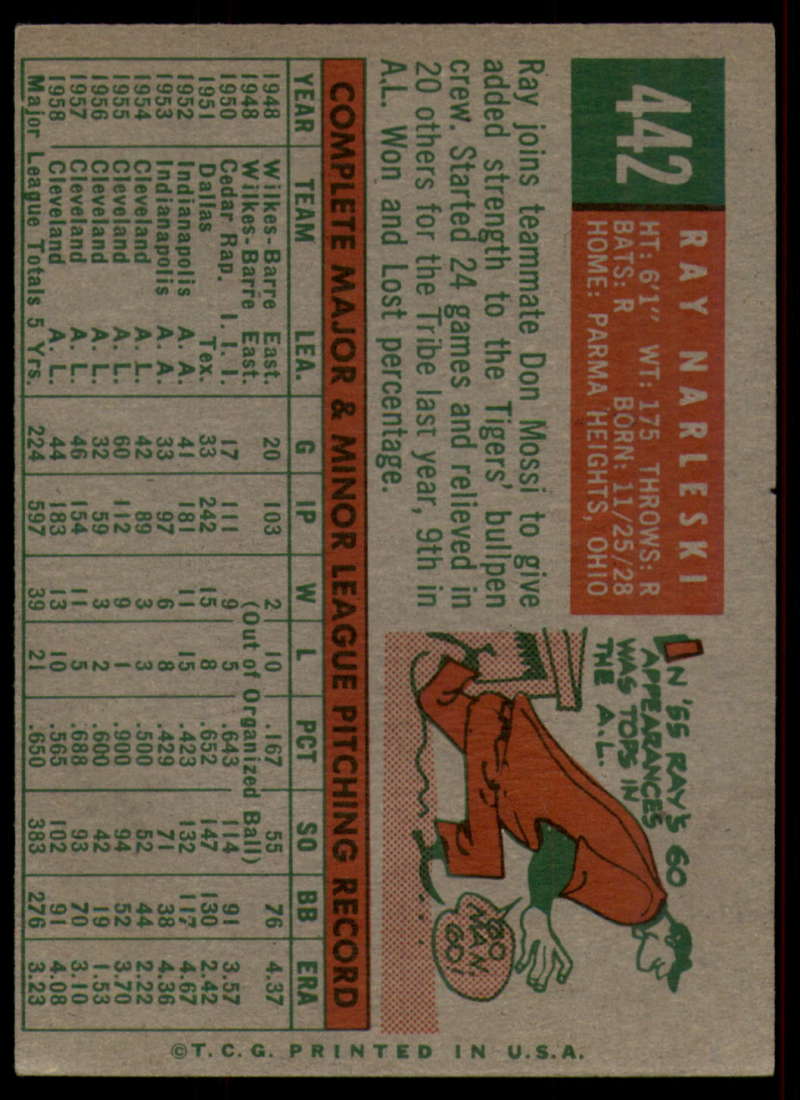 442
RAY NARLESKI
HT: 6'1" WT: 175 THROWS: R
BATS: R BORN: 11/25/28
HOME: PARMA HEIGHTS, OHIO
Ray joins teammate Don Mossi to give
added strength to the Tigers' bullpen
crew. Started 24 games and relieved in
20 others for the Tribe last year, 9th in
A.L. Won and Lost percentage.
IN '55 RAY'S 60
APPEARANCES
WAS TOPS IN
THE A.L.
GO
MAN,
GO!
COMPLETE MAJOR & MINOR LEAGUE PITCHING RECORD
YEAR TEAM LEA. G IP W L PCT SO BB ERA
1948 Wilkes-Barre East. 20 103 2 10 .167 55 76 4.37
1948 Wilkes-Barre East. (Out of Organized Ball)
1950 Cedar Rap. I. I. I. 17 111 9 5 .643 114 91 3.57
1951 Dallas Tex. 33 242 15 8 .652 147 130 2.42
1952 Indianapolis A. A. 41 181 11 15 .423 132 117 4.67
1953 Indianapolis A. A. 33 97 6 8 .429 71 38 4.36
1954 Cleveland A. L. 42 89 3 3 .500 52 44 2.22
1955 Cleveland A. L. 60 112 9 1 .900 94 52 3.70
1956 Cleveland A. L. 32 59 3 2 .600 42 19 1.53
1957 Cleveland A. L. 46 154 11 5 .688 93 70 3.10
1958 Cleveland A. L. 44 183 13 10 .565 102 91 4.08
Major League Totals 5 Yrs. 224 597 39 21 .650 383 276 3.23
©T.C.G. PRINTED IN U.S.A.